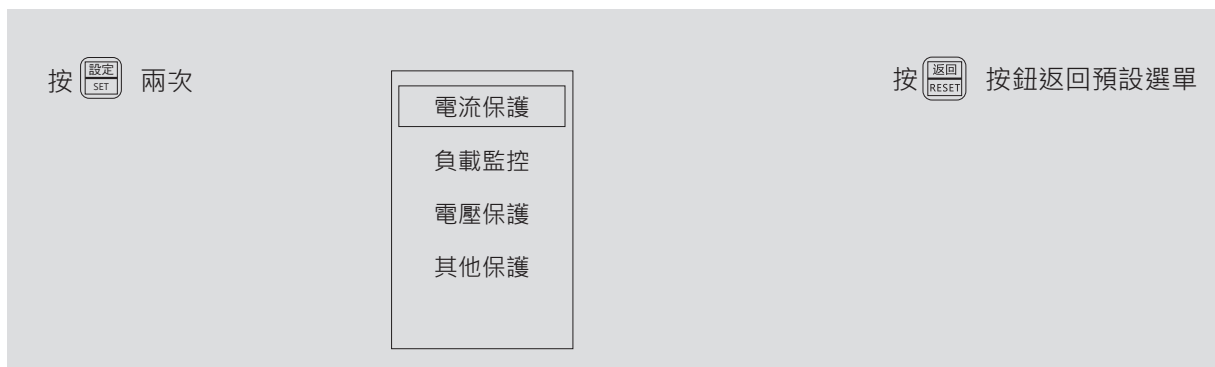 按 設定 SET 兩次
電流保護
負載監控
電壓保護
其他保護
按 返回 RESET 按鈕返回預設選單